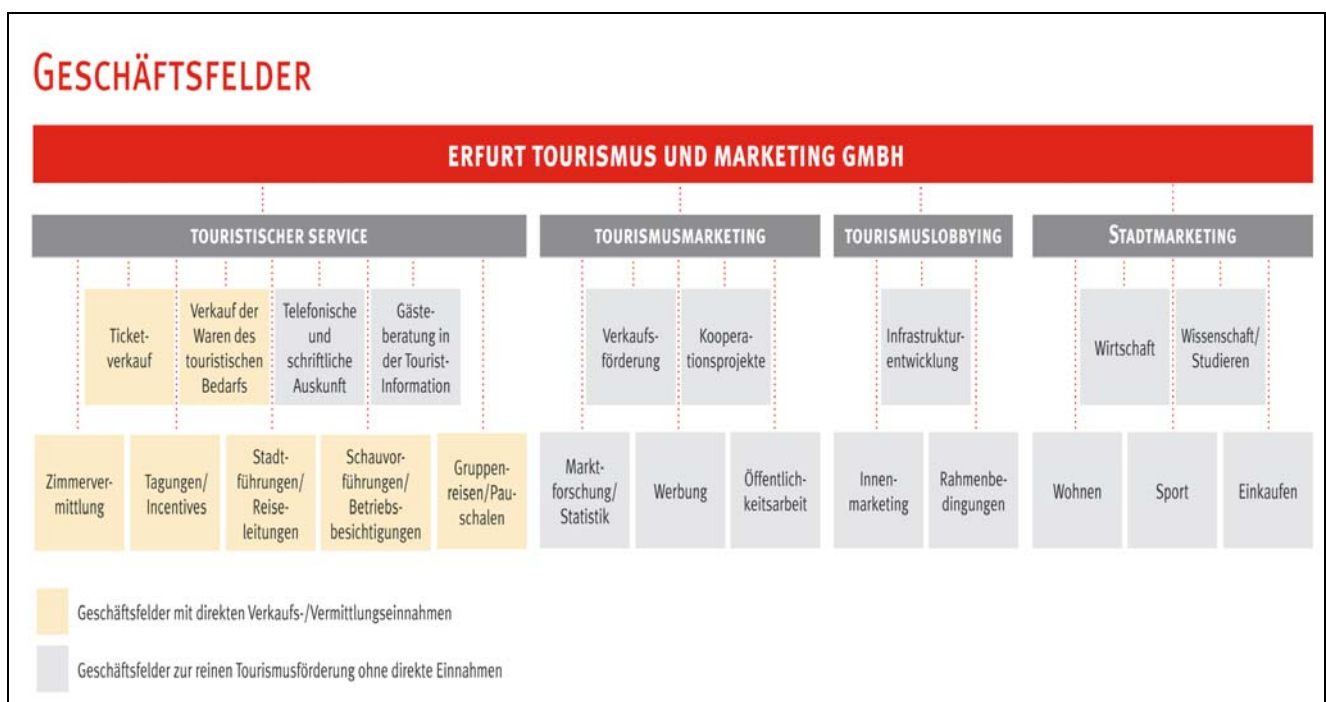 GESCHÄFTSFELDER
ERFURT TOURISMUS UND MARKETING GMBH
TOURISTISCHER SERVICE
TOURISMUSMARKETING
TOURISMUSLOBBYING
STADTMARKETING
Ticket-
verkauf
Verkauf der
Waren des
touristischen
Bedarfs
Telefonische
und
schriftliche
Auskunft
Gäste-
beratung in
der Tourist-
Information
Verkaufs-
förderung
Koopera-
tionsprojekte
Infrastruktur-
entwicklung
Wirtschaft
Wissenschaft/
Studieren
Zimmerver-
mittlung
Tagungen/
Incentives
Stadt-
führungen/
Reise-
leitungen
Schauvor-
führungen/
Betriebs-
besichtigungen
Gruppen-
reisen/Pau-
schalen
Markt-
forschung/
Statistik
Werbung
Öffentlich-
keitsarbeit
Innen-
marketing
Rahmenbe-
dingungen
Wohnen
Sport
Einkaufen
Geschäftsfelder mit direkten Verkaufs-/Vermittlungseinnahmen
Geschäftsfelder zur reinen Tourismusförderung ohne direkte Einnahmen